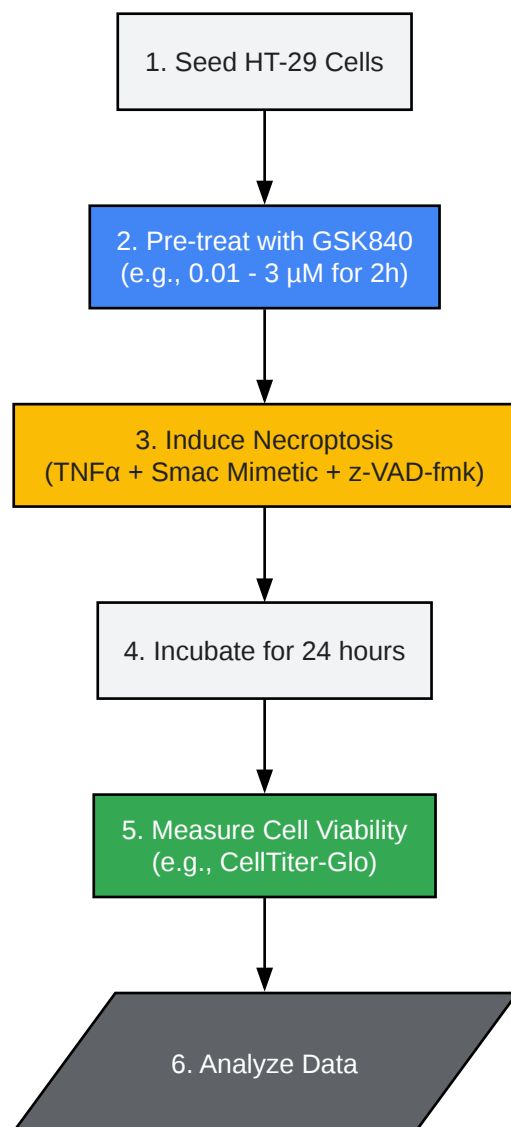 1. Seed HT-29 Cells
2. Pre-treat with GSK840
(e.g., 0.01 - 3 µM for 2h)
3. Induce Necroptosis
(TNFα + Smac Mimetic + z-VAD-fmk)
4. Incubate for 24 hours
5. Measure Cell Viability
(e.g., CellTiter-Glo)
6. Analyze Data